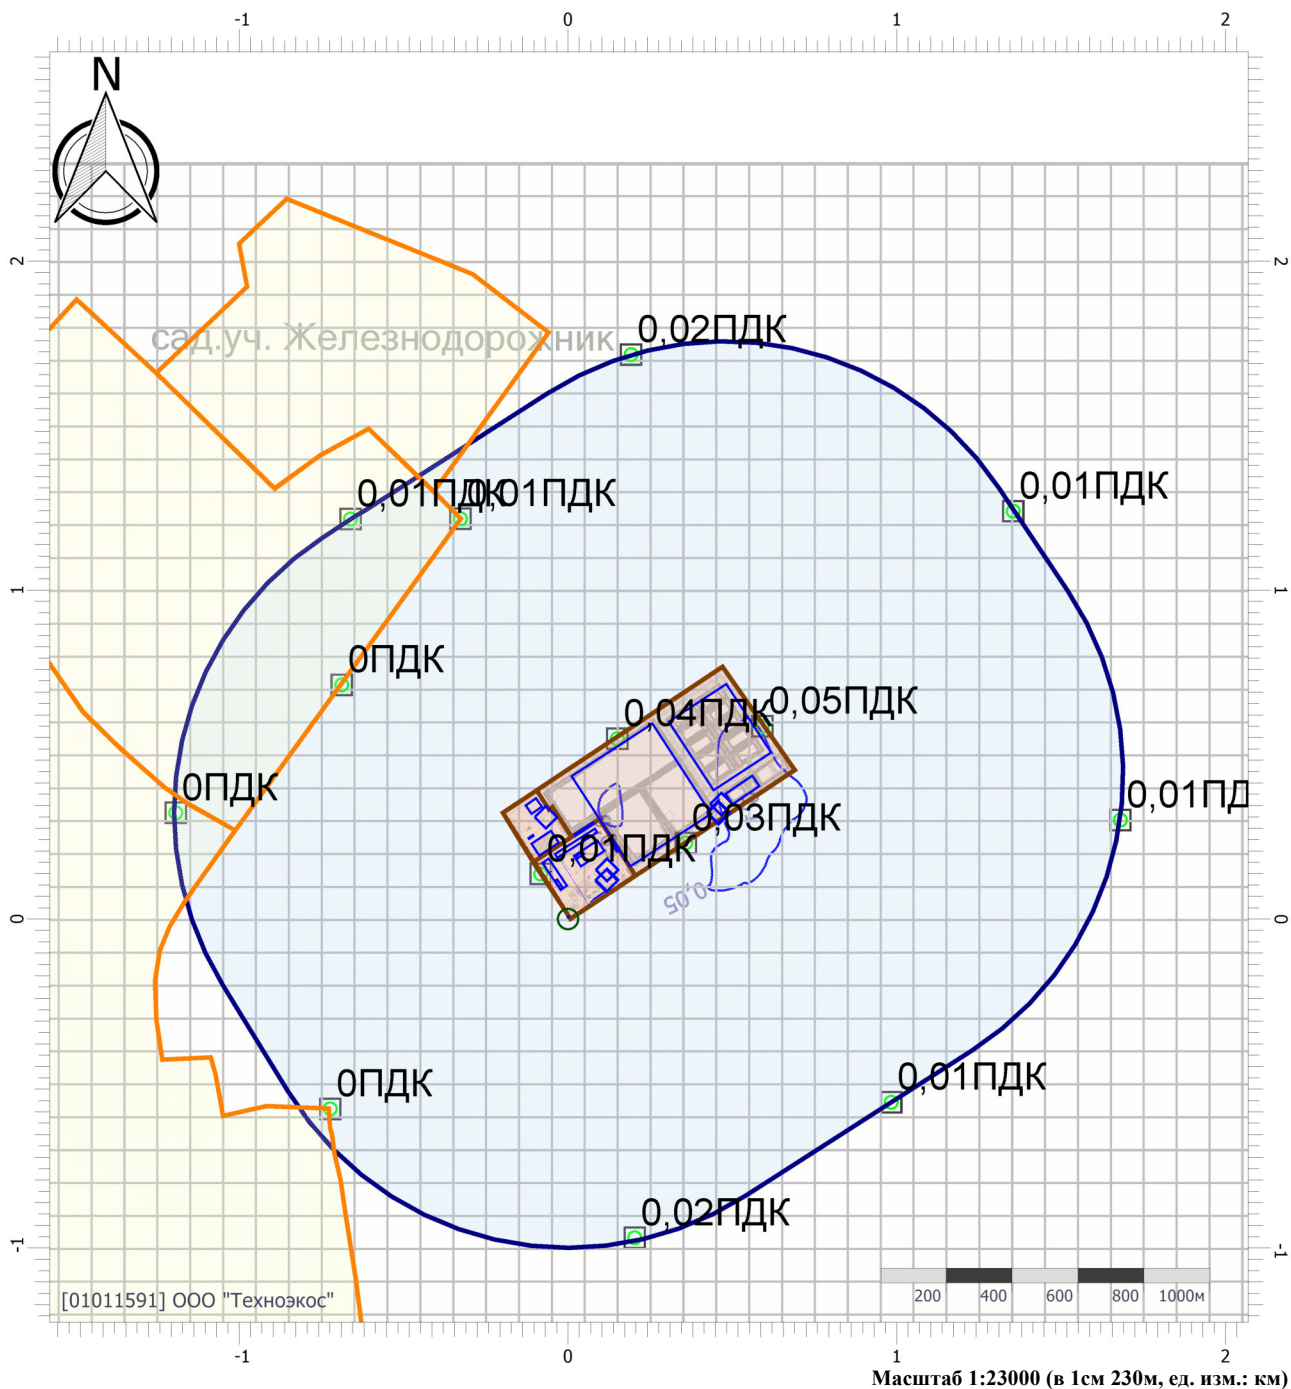 -1 0 1 2
N
2 2
сад.уч. Железнодорожник
0,02ПДК
0,01ПДК 0,01ПДК 0,01ПДК
1 1
0ПДК
0,04ПДК 0,05ПДК
0ПДК 0,03ПДК 0,01ПД
0,01ПДК
0,05
0 0
0ПДК 0,01ПДК
0,02ПДК
-1 -1
[01011591] ООО "Техноэкос" 200 400 600 800 1000м
-1 0 1 2
Масштаб 1:23000 (в 1см 230м, ед. изм.: км)